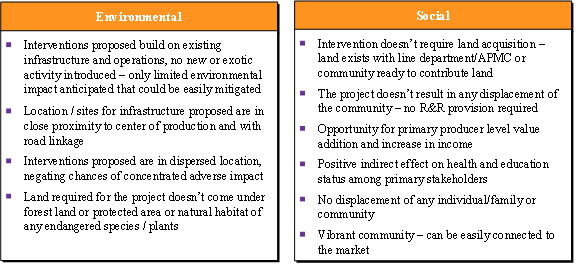 Environmental
Interventions proposed build on existing
infrastructure and operations, no new or exotic
activity introduced – only limited environmental
impact anticipated that could be easily mitigated
Location / sites for infrastructure proposed are in
close proximity to center of production and with
road linkage
Interventions proposed are in dispersed location,
negating chances of concentrated adverse impact
Land required for the project doesn't come under
forest land or protected area or natural habitat of
any endangered species / plants
Social
Intervention doesn't require land acquisition –
land exists with line department/APMC or
community ready to contribute land
The project doesn't result in any displacement of
the community – no R&R provision required
Opportunity for primary producer level value
addition and increase in income
Positive indirect effect on health and education
status among primary stakeholders
No displacement of any individual/family or
community
Vibrant community – can be easily connected to
the market